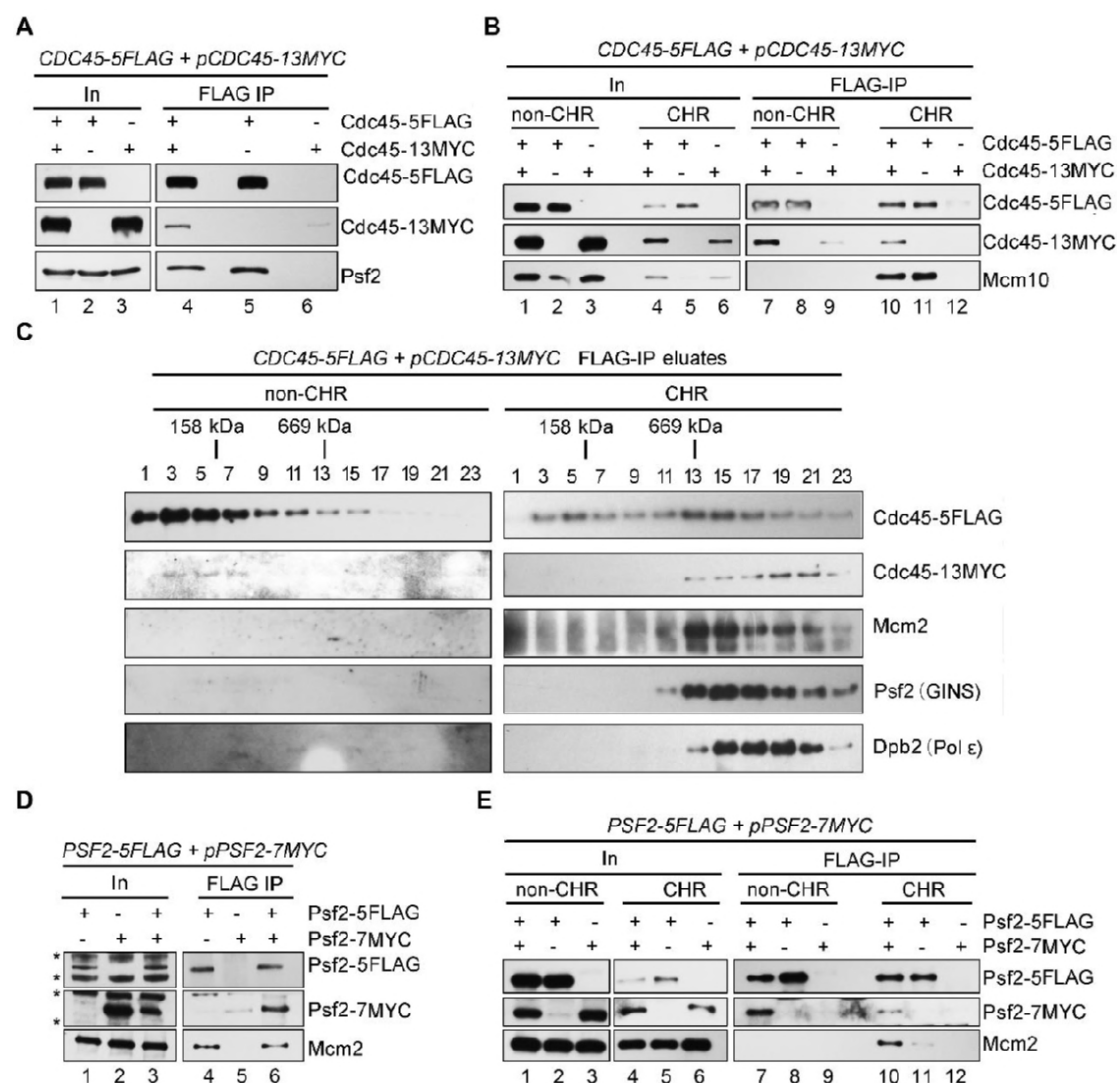 A
CDC45-5FLAG + pCDC45-13MYC
In FLAG IP
+ + - + + - Cdc45-5FLAG
+ - + + - + Cdc45-13MYC
Cdc45-5FLAG
Cdc45-13MYC
Psf2
1 2 3 4 5 6
B
CDC45-5FLAG + pCDC45-13MYC
In FLAG-IP
non-CHR CHR non-CHR CHR
+ + - + + - + + - + + - Cdc45-5FLAG
+ - + + - + + - + + - + Cdc45-13MYC
Cdc45-5FLAG
Cdc45-13MYC
Mcm10
1 2 3 4 5 6 7 8 9 10 11 12
C
CDC45-5FLAG + pCDC45-13MYC FLAG-IP eluates
non-CHR CHR
158 kDa 669 kDa 158 kDa 669 kDa
1 3 5 7 9 11 13 15 17 19 21 23 1 3 5 7 9 11 13 15 17 19 21 23
Cdc45-5FLAG
Cdc45-13MYC
Mcm2
Psf2 (GINS)
Dpb2 (Pol ε)
D
PSF2-5FLAG + pPSF2-7MYC
In FLAG IP
+ - + + - + Psf2-5FLAG
- + + - + + Psf2-7MYC
* Psf2-5FLAG
*
* Psf2-7MYC
*
Mcm2
1 2 3 4 5 6
E
PSF2-5FLAG + pPSF2-7MYC
In FLAG-IP
non-CHR CHR non-CHR CHR
+ + - + + - + + - + + - Psf2-5FLAG
+ - + + - + + - + + - + Psf2-7MYC
Psf2-5FLAG
Psf2-7MYC
Mcm2
1 2 3 4 5 6 7 8 9 10 11 12